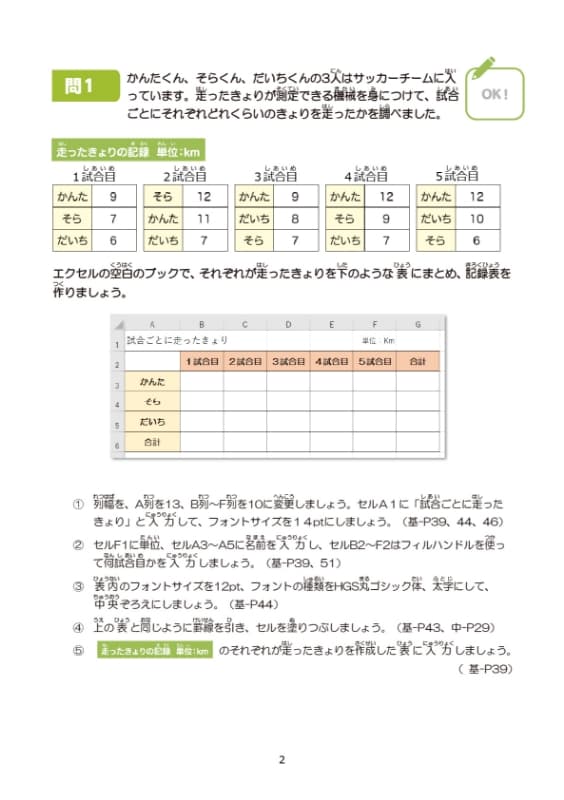 問1
かんたくん、そらくん、だいちくんの3人はサッカーチームに入
っています。走ったきょりが測定できる機械を身につけて、試合
ごとにそれぞれどれくらいのきょりを走ったかを調べました。
OK!
走ったきょりの記録 単位:km
1試合目 2試合目 3試合目 4試合目 5試合目
かんた 9 そら 12 かんた 9 かんた 12 かんた 12
そら 7 かんた 11 だいち 8 そら 9 だいち 10
だいち 6 だいち 7 そら 7 だいち 7 そら 6
エクセルの空白のブックで、それぞれが走ったきょりを下のような表にまとめ、記録表を
作りましょう。
A B C D E F G
1 試合ごとに走ったきょり 単位:Km
2 1試合目 2試合目 3試合目 4試合目 5試合目 合計
3 かんた
4 そら
5 だいち
6 合計
① 列幅を、A列を13、B列~F列を10に変更しましょう。セルA1に「試合ごとに走った
きょり」と入力して、フォントサイズを14ptにしましょう。(基-P39、44、46)
② セルF1に単位、セルA3~A5に名前を入力し、セルB2~F2はフィルハンドルを使っ
て何試合目かを入力しましょう。(基-P39、51)
③ 表内のフォントサイズを12pt、フォントの種類をHGS丸ゴシック体、太字にして、
中央ぞろえにしましょう。(基-P44)
④ 上の表と同じように罫線を引き、セルを塗りつぶしましょう。(基-P43、中-P29)
⑤ 走ったきょりの記録 単位:km のそれぞれが走ったきょりを作成した表に入力しましょう。
(基-P39)
2